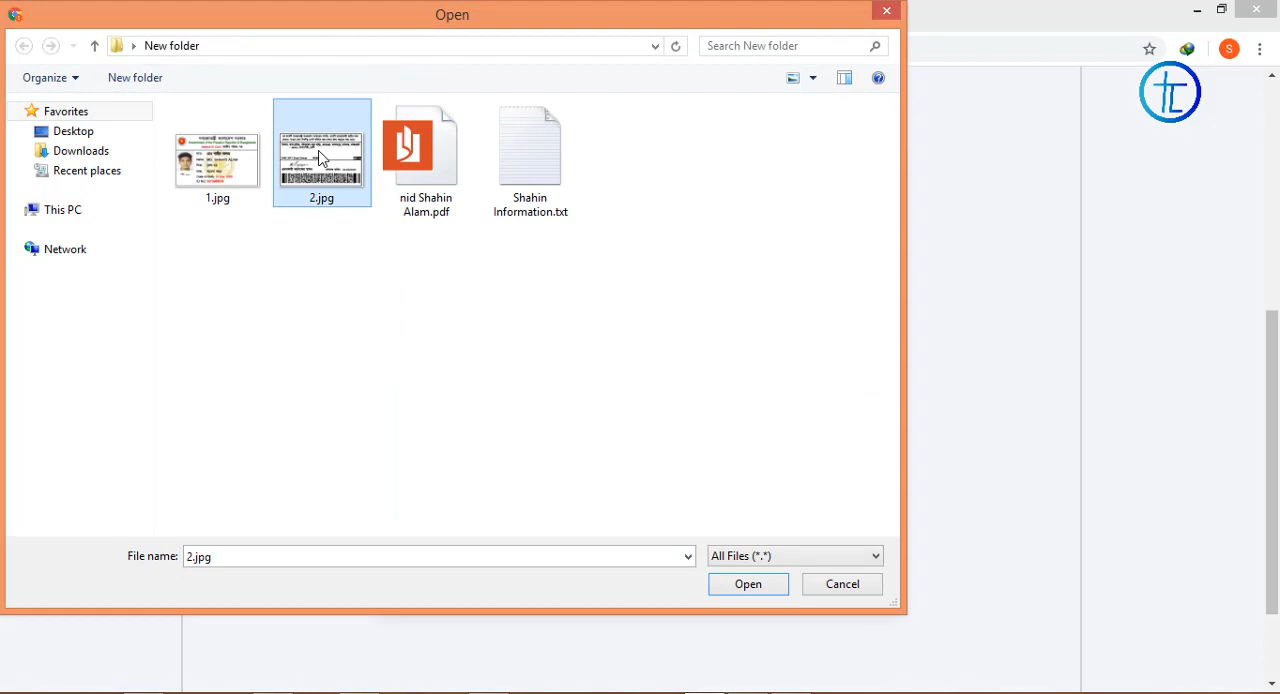 Open
New folder
Search New folder
Organize
New folder
Favorites
Desktop
Downloads
Recent places
This PC
Network
1.jpg
2.jpg
nid Shahin
Alam.pdf
Shahin
Information.txt
File name:
2.jpg
All Files (*.*)
Open
Cancel
S